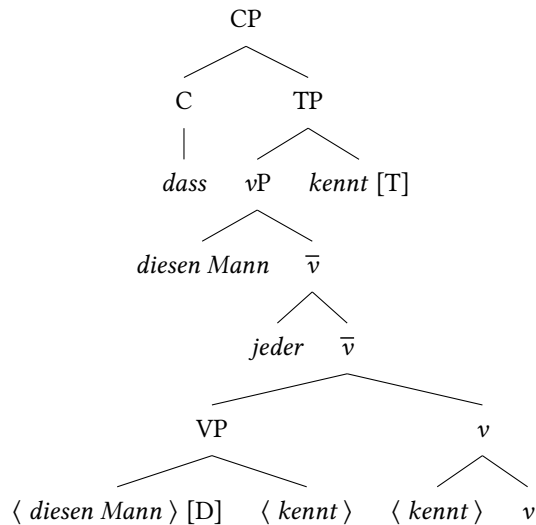 CP
C TP
dass vP kennt [T]
diesen Mann v̅
jeder v̅
VP v
⟨ diesen Mann ⟩ [D] ⟨ kennt ⟩ ⟨ kennt ⟩ v